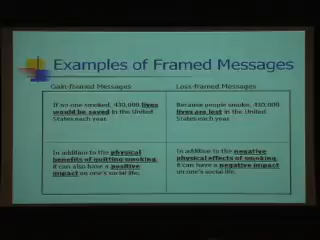 Examples of Framed Messages
Gain-framed Messages
Loss-framed Messages
If no one smoked, 430,000 lives
would be saved in the United
States each year.
Because people smoke, 430,000
lives are lost in the United
States each year.
In addition to the physical
benefits of quitting smoking,
it can also have a positive
impact on one's social life.
In addition to the negative
physical effects of smoking,
it can have a negative impact
on one's social life.